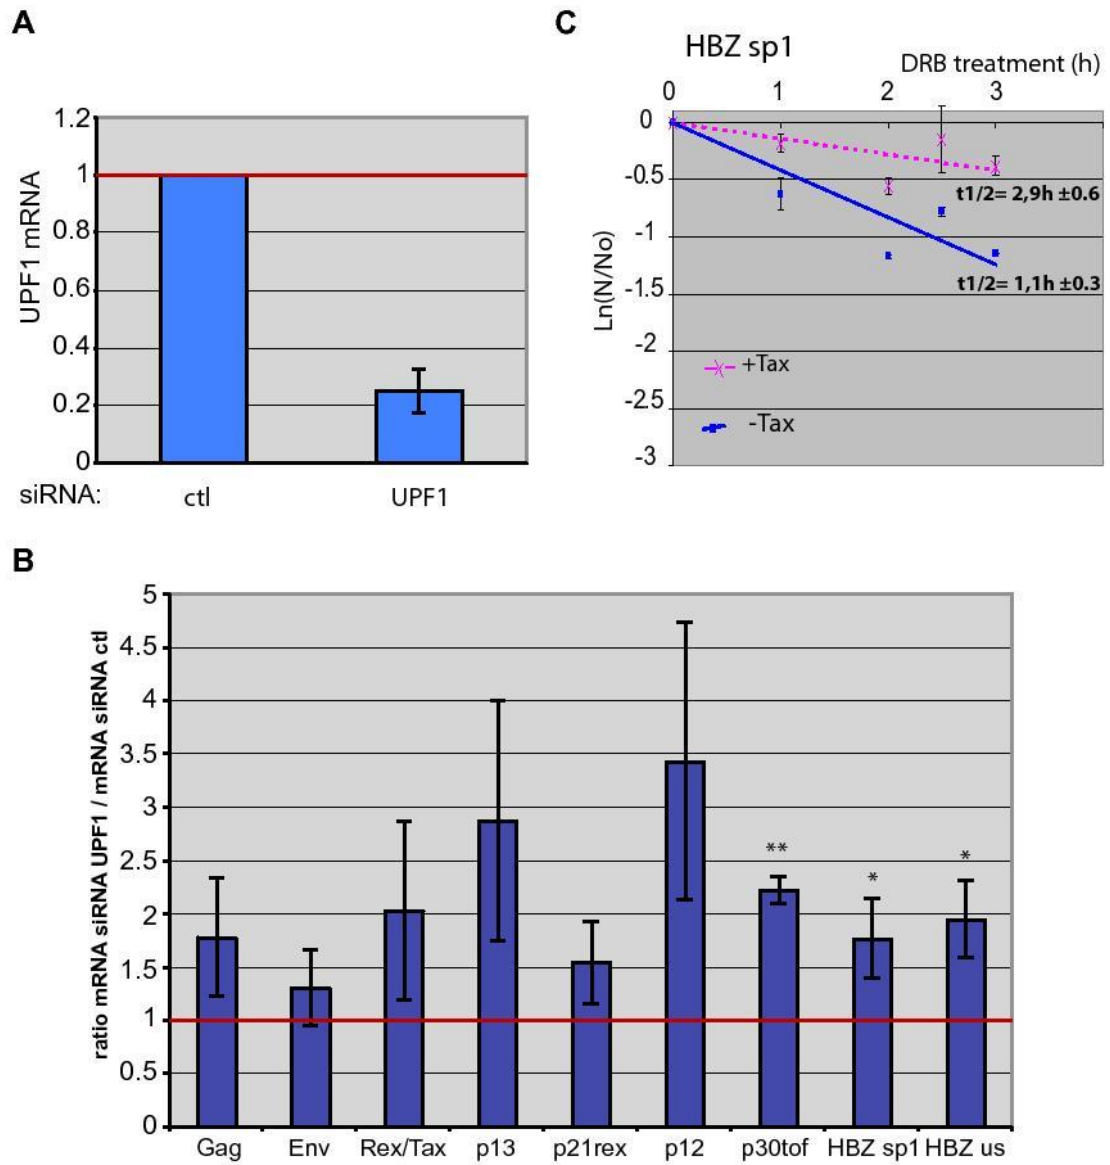 A
1.2
1
0.8
0.6
0.4
0.2
0
UPF1 mRNA
siRNA:
ctl
UPF1
C
HBZ sp1
DRB treatment (h)
0 1 2 3
0
-0.5
-1
-1.5
-2
-25
-3
Ln(N/No)
t1/2= 2,9h ±0.6
t1/2= 1,1h ±0.3
+Tax
-Tax
B
5
4.5
4
3.5
3
2.5
2
1.5
1
0.5
0
ratio mRNA siRNA UPF1 / mRNA siRNA ctl
**
*
*
Gag Env Rex/Tax p13 p21rex p12 p30tof HBZ sp1 HBZ us